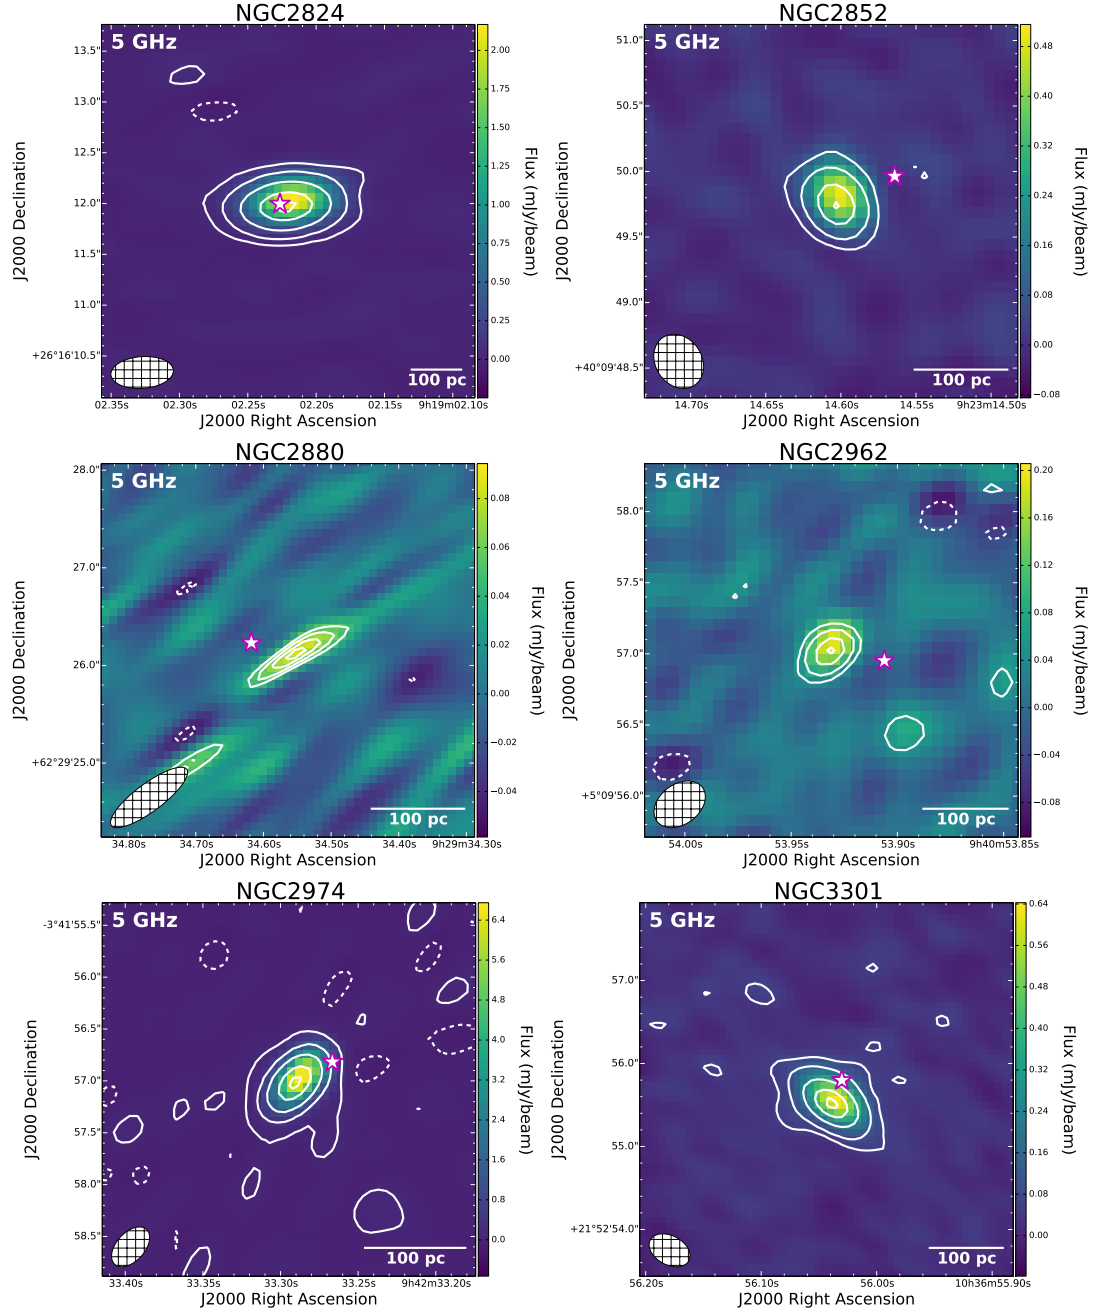 NGC2824
5 GHz
13.5"
13.0"
12.5"
12.0"
11.5"
11.0"
+26°16'10.5"
J2000 Declination
02.35s 02.30s 02.25s 02.20s 02.15s 9h19m02.10s
J2000 Right Ascension
100 pc
2.00
1.75
1.50
1.25
1.00
0.75
0.50
0.25
0.00
Flux (mJy/beam)
NGC2852
5 GHz
51.0"
50.5"
50.0"
49.5"
49.0"
+40°09'48.5"
J2000 Declination
14.70s 14.65s 14.60s 14.55s 9h23m14.50s
J2000 Right Ascension
100 pc
0.48
0.40
0.32
0.24
0.16
0.08
0.00
−0.08
Flux (mJy/beam)
NGC2880
5 GHz
28.0"
27.0"
26.0"
+62°29'25.0"
J2000 Declination
34.80s 34.70s 34.60s 34.50s 34.40s 9h29m34.30s
J2000 Right Ascension
100 pc
0.08
0.06
0.04
0.02
0.00
−0.02
−0.04
Flux (mJy/beam)
NGC2962
5 GHz
58.0"
57.5"
57.0"
56.5"
+5°09'56.0"
J2000 Declination
54.00s 53.95s 53.90s 9h40m53.85s
J2000 Right Ascension
100 pc
0.20
0.16
0.12
0.08
0.04
0.00
−0.04
−0.08
Flux (mJy/beam)
NGC2974
5 GHz
-3°41'55.5"
56.0"
56.5"
57.0"
57.5"
58.0"
58.5"
J2000 Declination
33.40s 33.35s 33.30s 33.25s 9h42m33.20s
J2000 Right Ascension
100 pc
6.4
5.6
4.8
4.0
3.2
2.4
1.6
0.8
0.0
Flux (mJy/beam)
NGC3301
5 GHz
57.0"
56.0"
55.0"
+21°52'54.0"
J2000 Declination
56.20s 56.10s 56.00s 10h36m55.90s
J2000 Right Ascension
100 pc
0.64
0.56
0.48
0.40
0.32
0.24
0.16
0.08
0.00
Flux (mJy/beam)